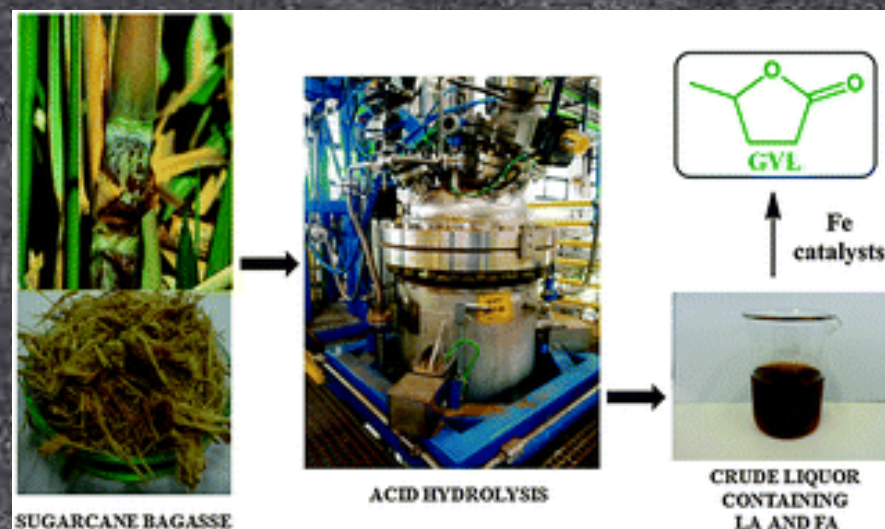 SUGARCANE BAGASSE
ACID HYDROLYSIS
O
O
GVL
Fe
catalysts
CRUDE LIQUOR
CONTAINING
LA AND FA